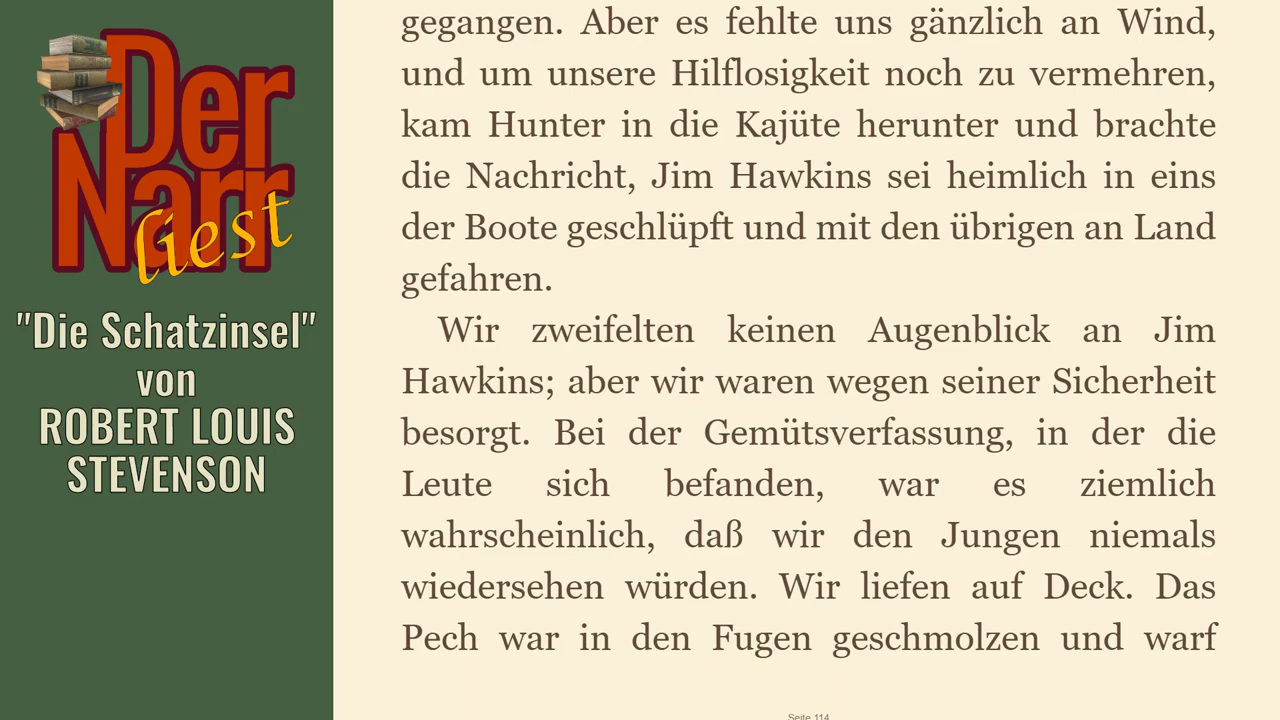 Der
Narr
liest
"Die Schatzinsel"
von
ROBERT LOUIS
STEVENSON
gegangen. Aber es fehlte uns gänzlich an Wind,
und um unsere Hilflosigkeit noch zu vermehren,
kam Hunter in die Kajüte herunter und brachte
die Nachricht, Jim Hawkins sei heimlich in eins
der Boote geschlüpft und mit den übrigen an Land
gefahren.
Wir zweifelten keinen Augenblick an Jim
Hawkins; aber wir waren wegen seiner Sicherheit
besorgt. Bei der Gemütsverfassung, in der die
Leute sich befanden, war es ziemlich
wahrscheinlich, daß wir den Jungen niemals
wiedersehen würden. Wir liefen auf Deck. Das
Pech war in den Fugen geschmolzen und warf
Seite 114